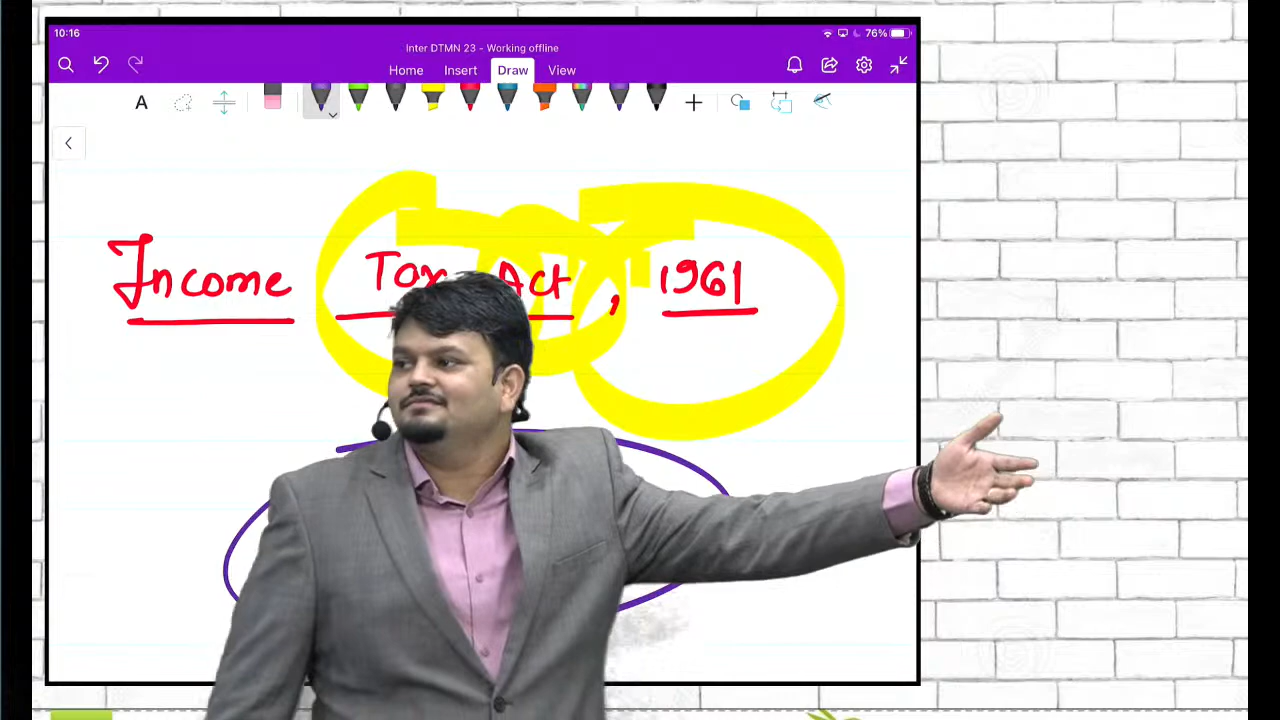 10:16
76%
Inter DTMN 23 - Working offline
Home Insert Draw View
A
Income Tax Act, 1961